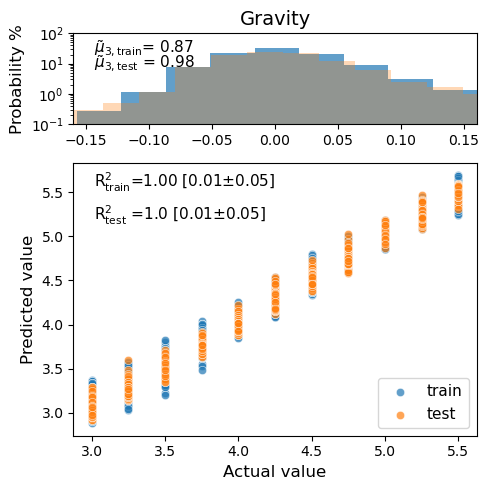 Gravity
Probability %
10²
10¹
10⁰
10⁻¹
μ̃₃,train= 0.87
μ̃₃,test = 0.98
−0.15 −0.10 −0.05 0.00 0.05 0.10 0.15
R²train=1.00 [0.01±0.05]
R²test =1.0 [0.01±0.05]
Predicted value
5.5
5.0
4.5
4.0
3.5
3.0
train
test
3.0 3.5 4.0 4.5 5.0 5.5
Actual value